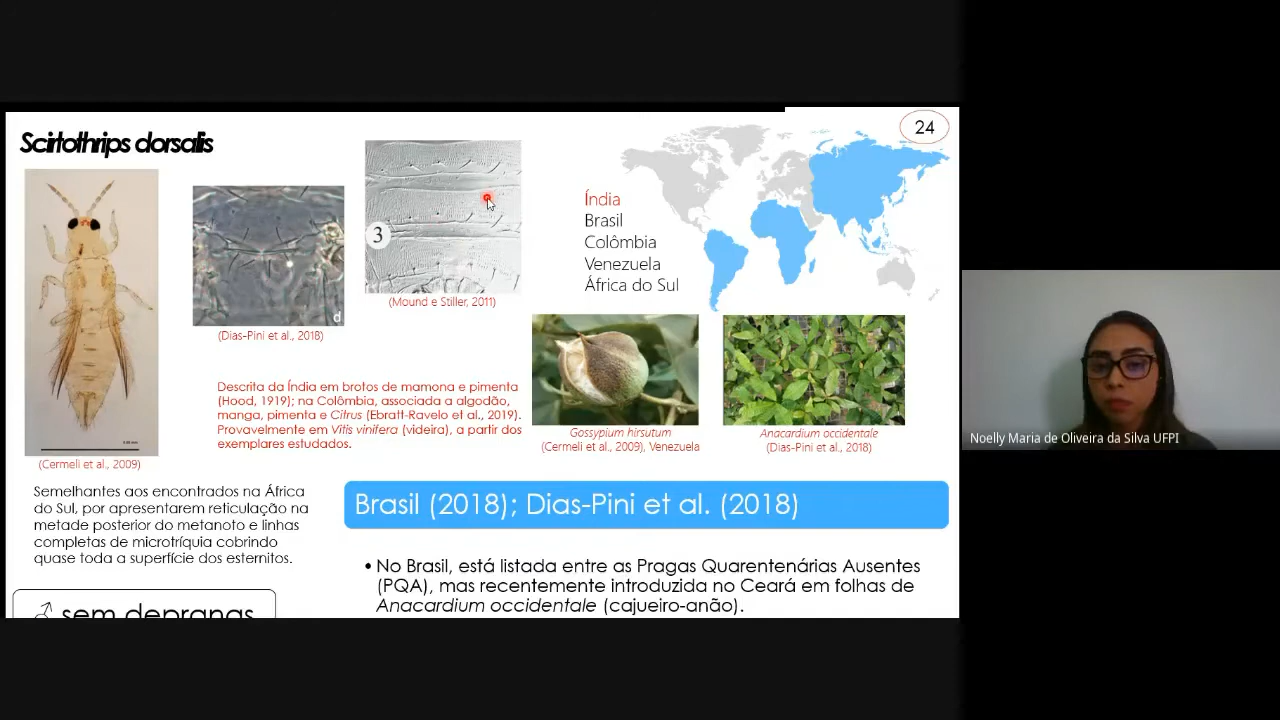 Scirtothrips dorsalis
24
3
d
Índia
Brasil
Colômbia
Venezuela
África do Sul
(Mound e Stiller, 2011)
(Dias-Pini et al., 2018)
Descrita da Índia em brotos de mamona e pimenta
(Hood, 1919); na Colômbia, associada a algodão,
manga, pimenta e Citrus (Ebratt-Ravelo et al., 2019).
Provavelmente em Vitis vinifera (videira), a partir dos
exemplares estudados.
Gossypium hirsutum
(Cermeli et al., 2009), Venezuela
Anacardium occidentale
(Dias-Pini et al., 2018)
(Cermeli et al., 2009)
Semelhantes aos encontrados na África
do Sul, por apresentarem reticulação na
metade posterior do metanoto e linhas
completas de microtríquia cobrindo
quase toda a superfície dos esternitos.
♂ sem depranas
Brasil (2018); Dias-Pini et al. (2018)
• No Brasil, está listada entre as Pragas Quarentenárias Ausentes
(PQA), mas recentemente introduzida no Ceará em folhas de
Anacardium occidentale (cajueiro-anão).
Noelly Maria de Oliveira da Silva UFPI